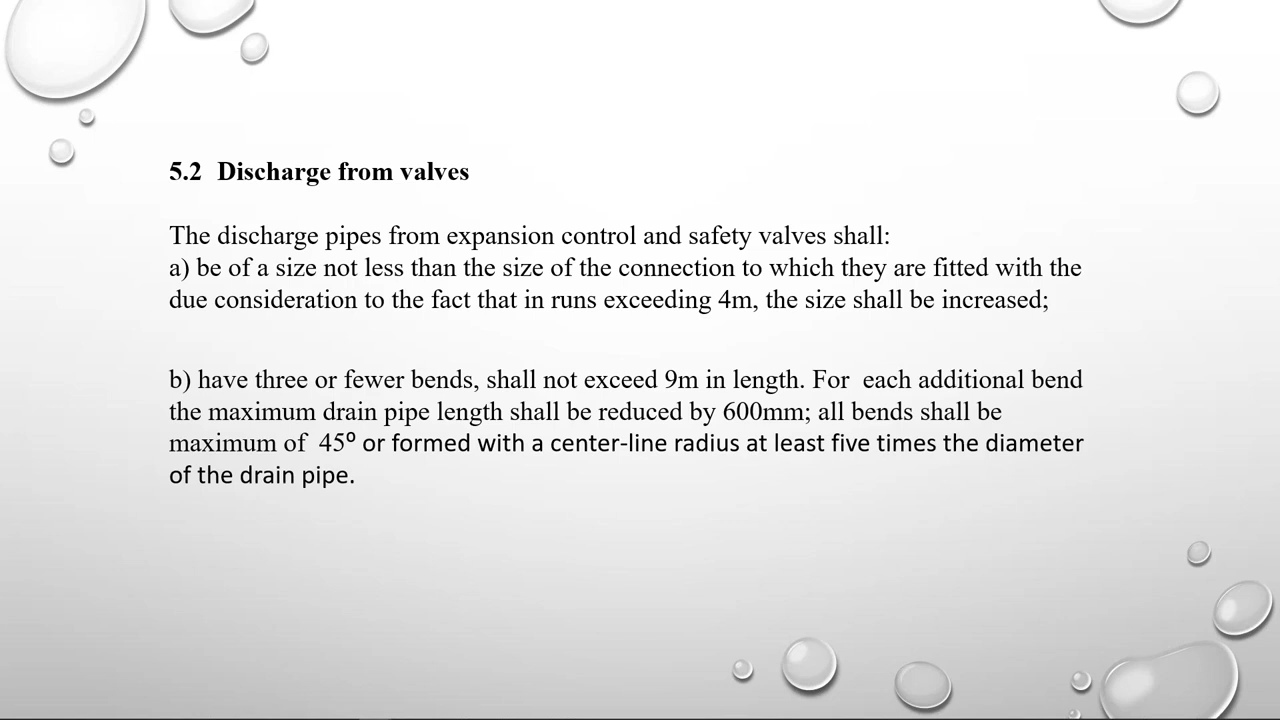 5.2 Discharge from valves
The discharge pipes from expansion control and safety valves shall:
a) be of a size not less than the size of the connection to which they are fitted with the
due consideration to the fact that in runs exceeding 4m, the size shall be increased;
b) have three or fewer bends, shall not exceed 9m in length. For each additional bend
the maximum drain pipe length shall be reduced by 600mm; all bends shall be
maximum of 45º or formed with a center-line radius at least five times the diameter
of the drain pipe.